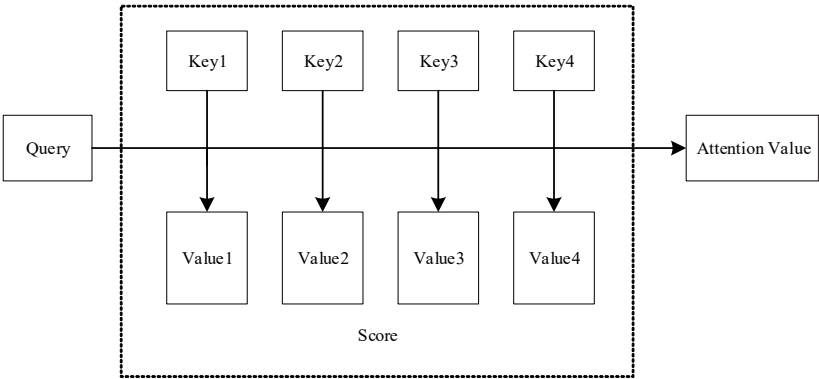 Key1
Key2
Key3
Key4
Query
Attention Value
Value1
Value2
Value3
Value4
Score